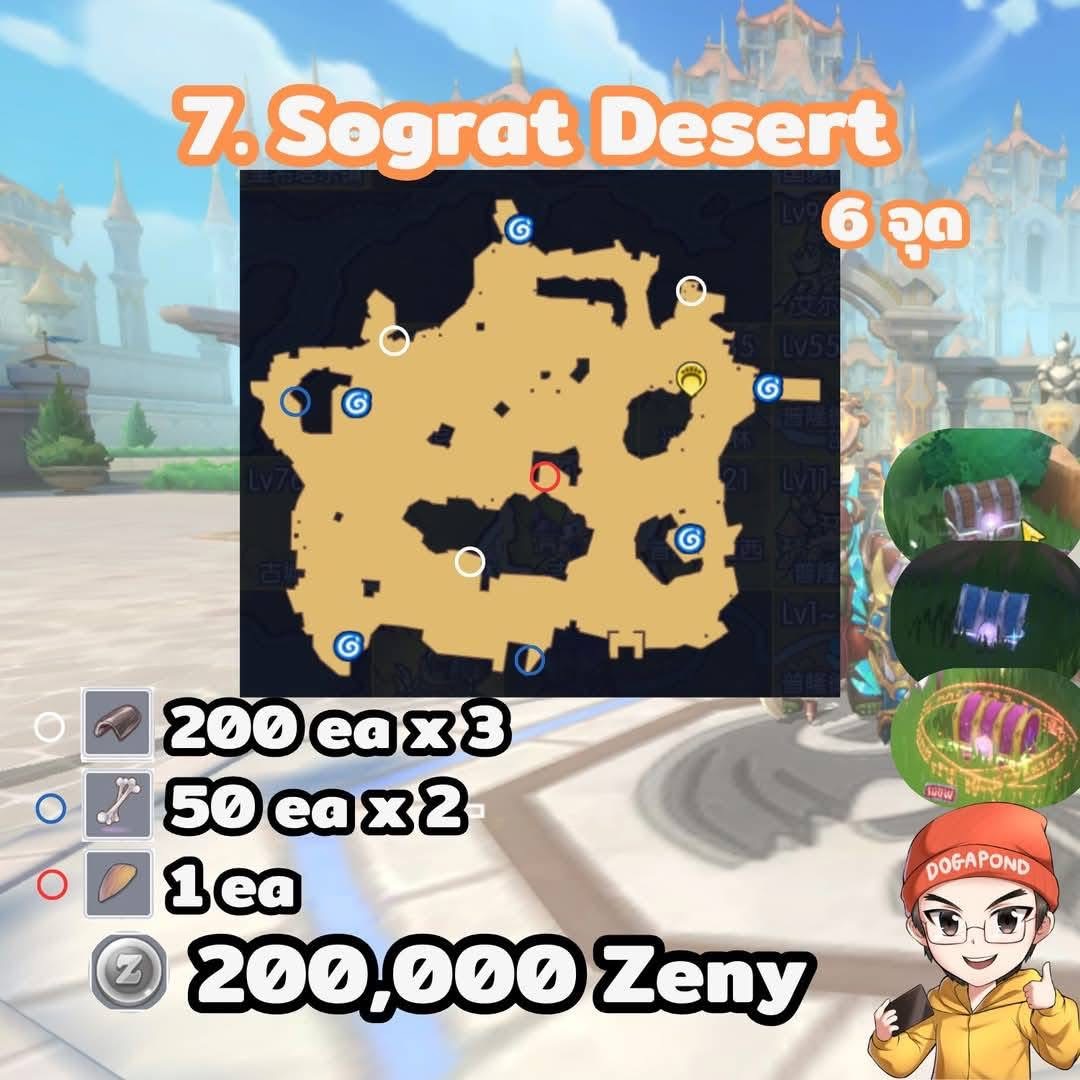 7. Sograt Desert
6 จุด
200 ea x 3
50 ea x 2
1 ea
Z
200,000 Zeny
DOGAPOND